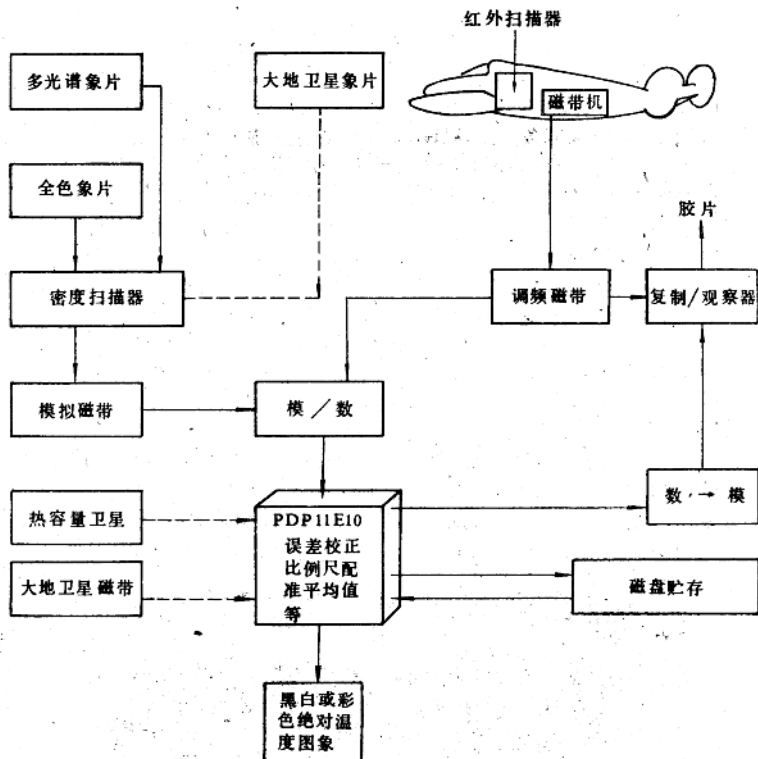 红外扫描器
多光谱象片
大地卫星象片
磁带机
全色象片
胶片
密度扫描器
调频磁带
复制/观察器
模拟磁带
模／数
热容量卫星
PDP11E10
误差校正
比例尺配
准平均值
等
数→模
大地卫星磁带
磁盘贮存
黑白或彩
色绝对温
度图象